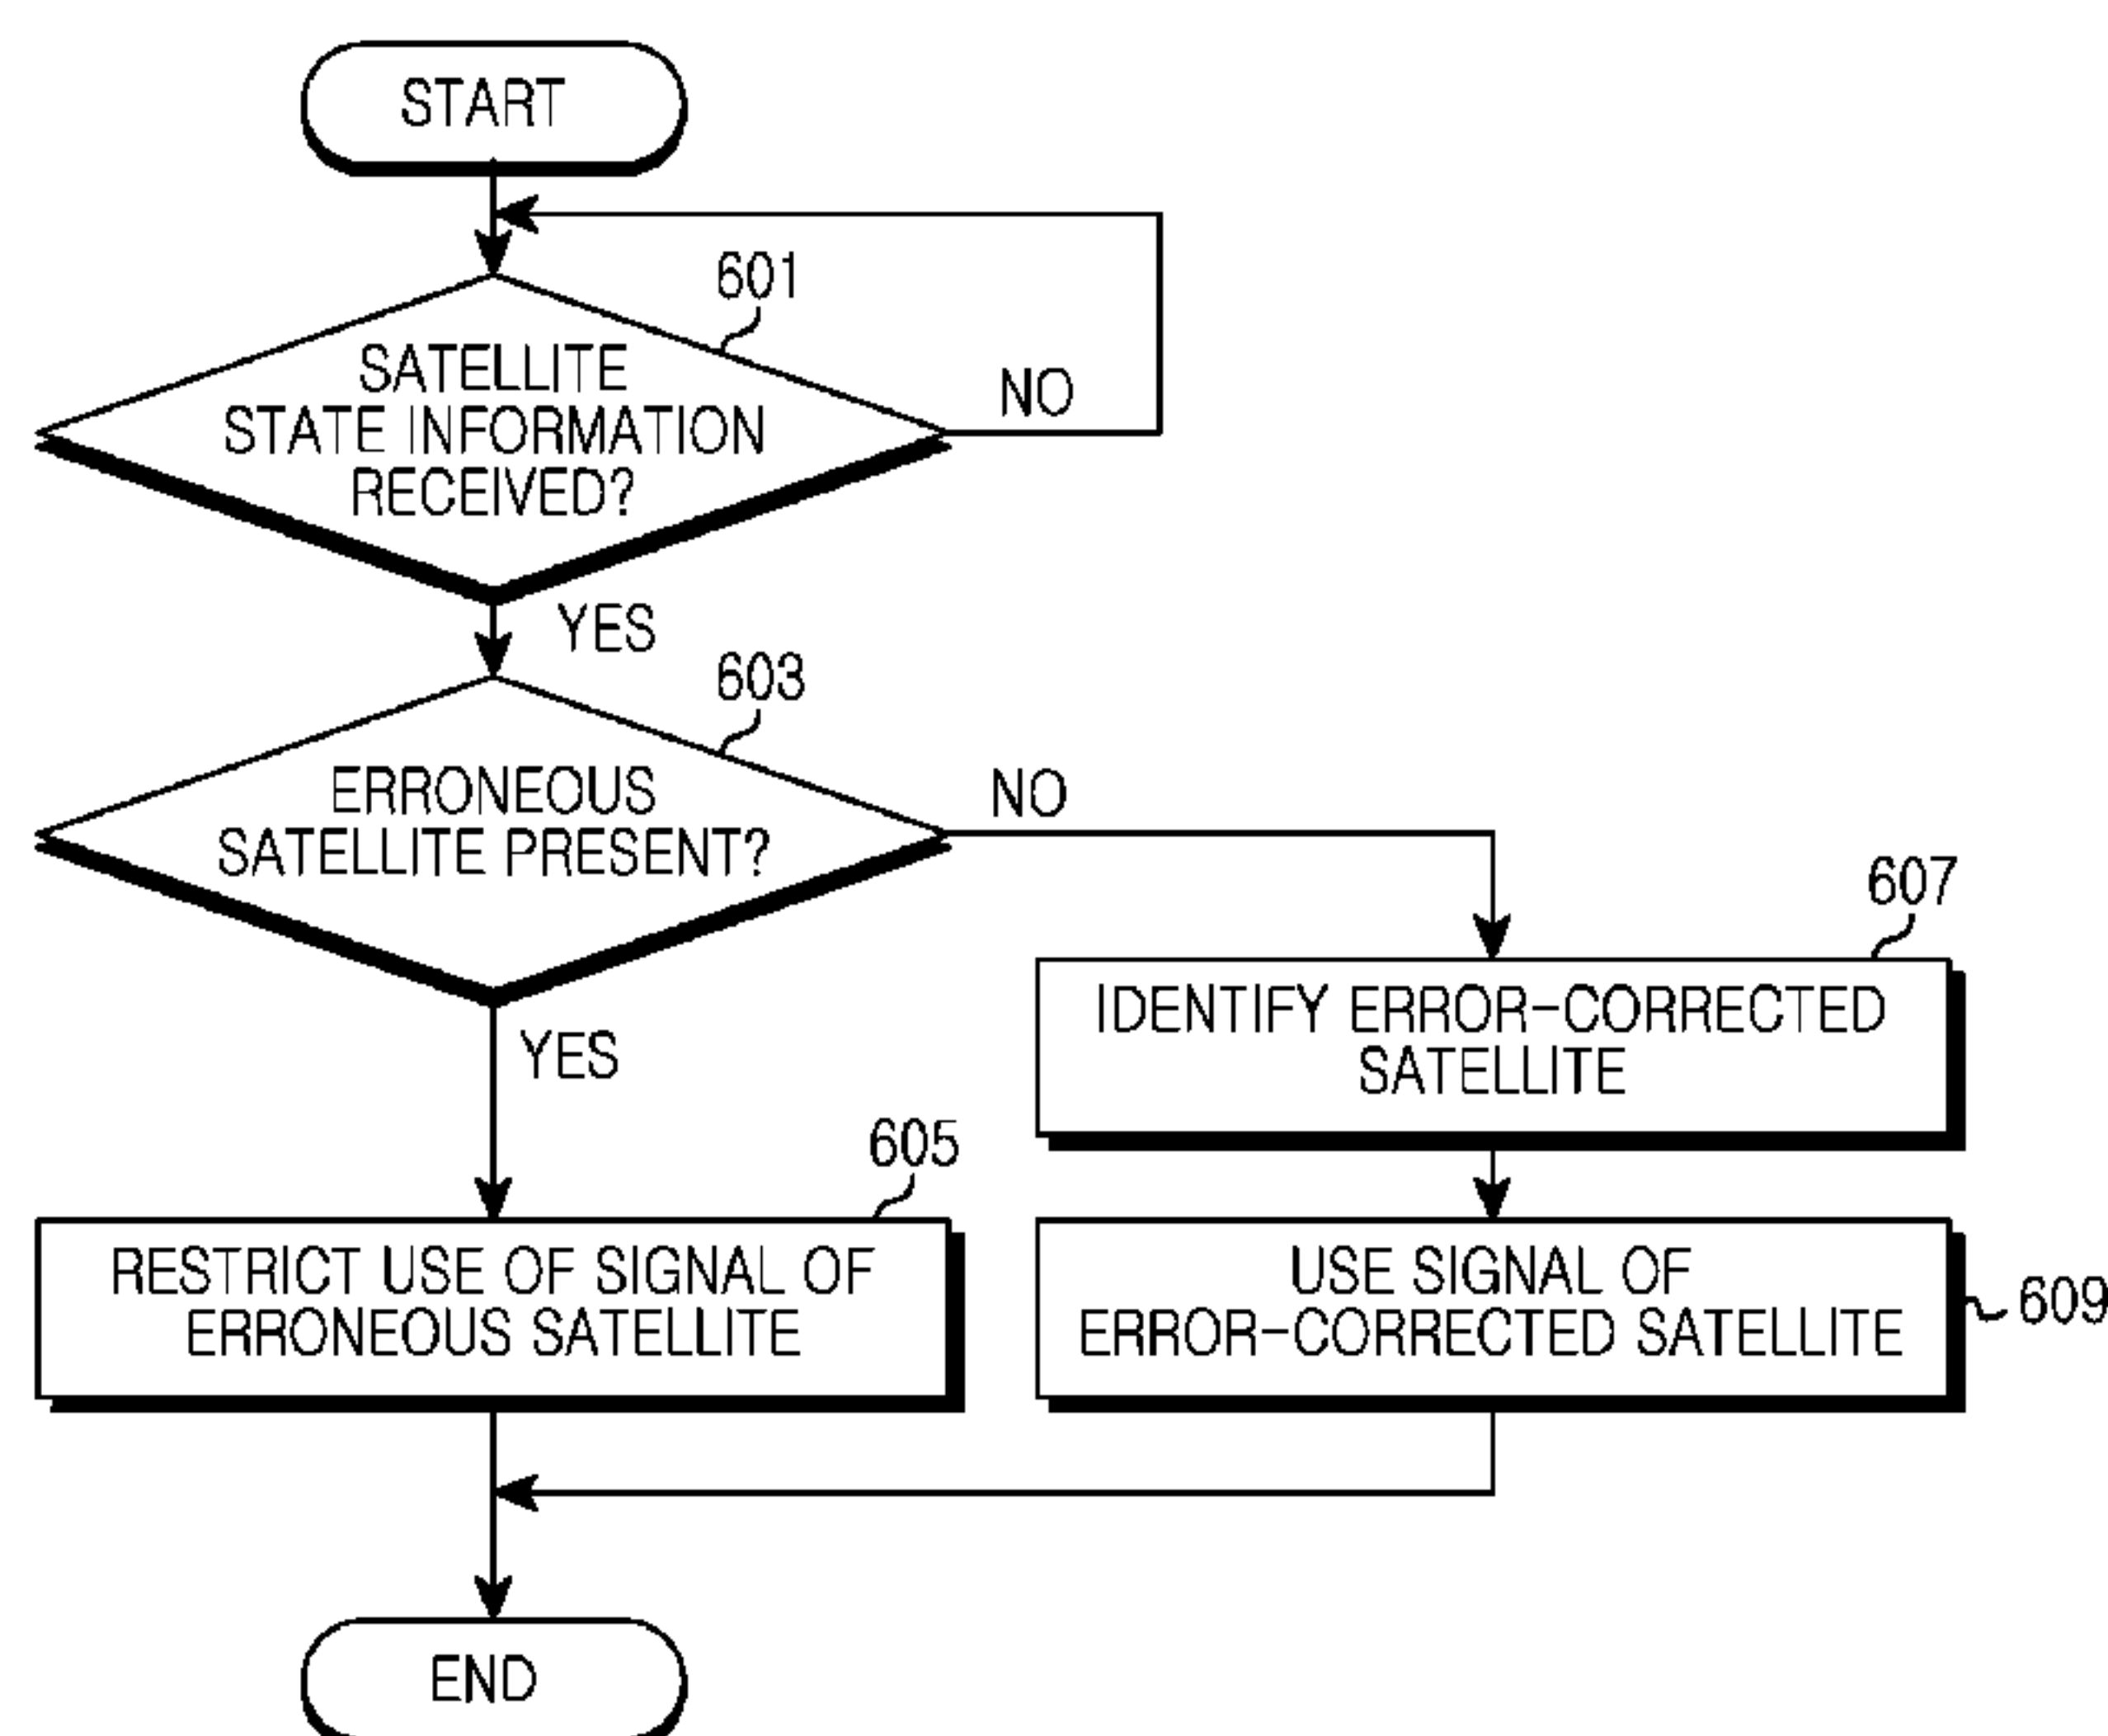 START
601
SATELLITE
STATE INFORMATION
RECEIVED?
NO
YES
603
ERRONEOUS
SATELLITE PRESENT?
NO
YES
607
IDENTIFY ERROR-CORRECTED
SATELLITE
605
RESTRICT USE OF SIGNAL OF
ERRONEOUS SATELLITE
USE SIGNAL OF
ERROR-CORRECTED SATELLITE
609
END